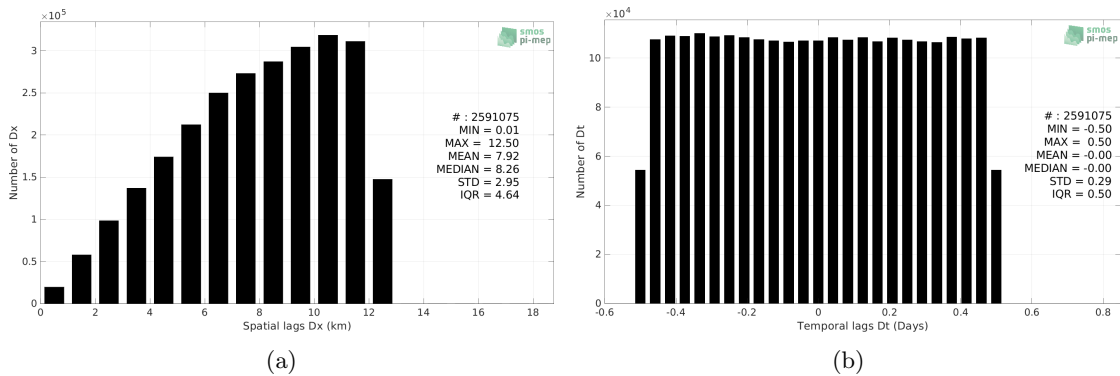 ×10⁵
3
2.5
2
1.5
1
0.5
0
0 2 4 6 8 10 12 14 16 18
Number of Dx
Spatial lags Dx (km)
smos
pi-mep
# : 2591075
MIN = 0.01
MAX = 12.50
MEAN = 7.92
MEDIAN = 8.26
STD = 2.95
IQR = 4.64
(a)
×10⁴
10
8
6
4
2
0
-0.6 -0.4 -0.2 0 0.2 0.4 0.6 0.8
Number of Dt
Temporal lags Dt (Days)
smos
pi-mep
# : 2591075
MIN = -0.50
MAX = 0.50
MEAN = -0.00
MEDIAN = -0.00
STD = 0.29
IQR = 0.50
(b)